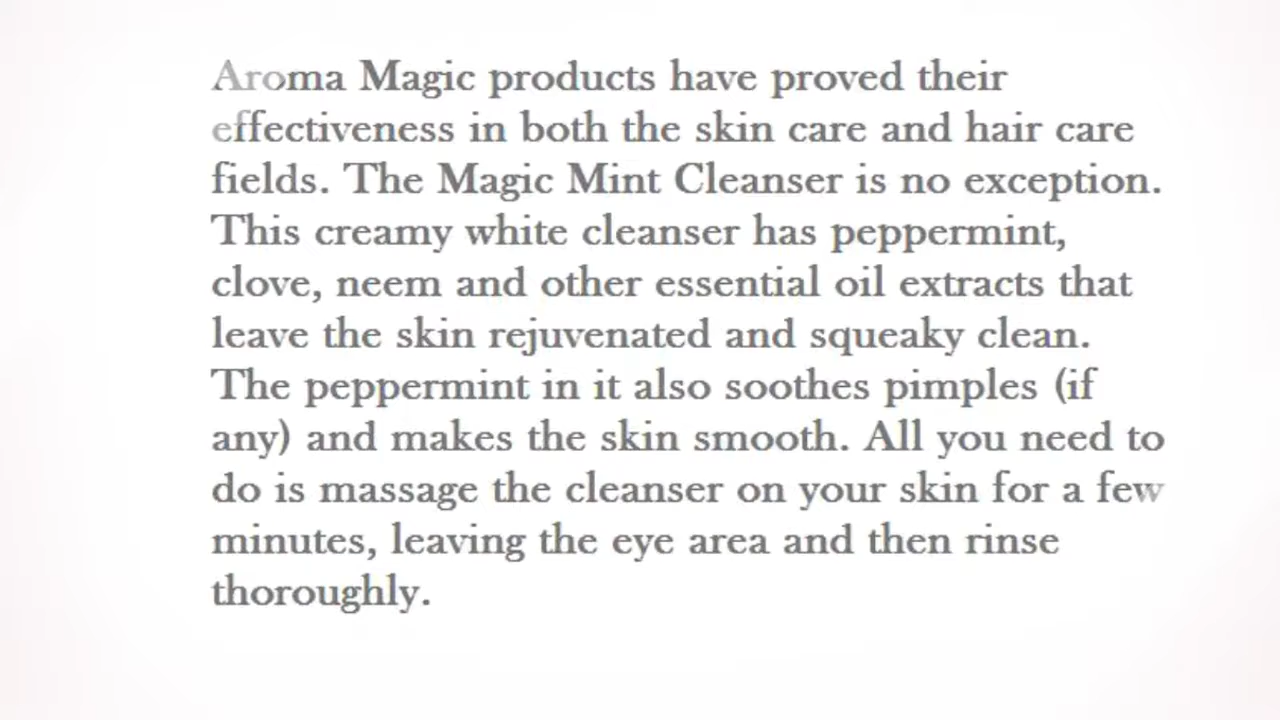 Aroma Magic products have proved their
effectiveness in both the skin care and hair care
fields. The Magic Mint Cleanser is no exception.
This creamy white cleanser has peppermint,
clove, neem and other essential oil extracts that
leave the skin rejuvenated and squeaky clean.
The peppermint in it also soothes pimples (if
any) and makes the skin smooth. All you need to
do is massage the cleanser on your skin for a few
minutes, leaving the eye area and then rinse
thoroughly.